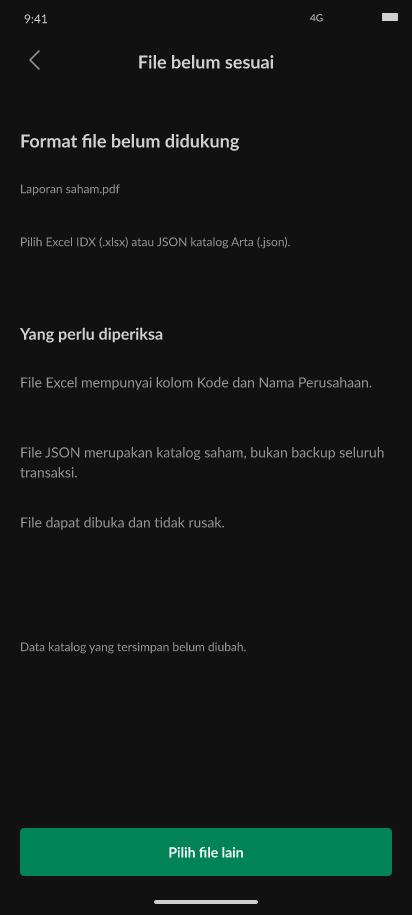 9:41
4G
File belum sesuai
Format file belum didukung
Laporan saham.pdf
Pilih Excel IDX (.xlsx) atau JSON katalog Arta (.json).
Yang perlu diperiksa
File Excel mempunyai kolom Kode dan Nama Perusahaan.
File JSON merupakan katalog saham, bukan backup seluruh
transaksi.
File dapat dibuka dan tidak rusak.
Data katalog yang tersimpan belum diubah.
Pilih file lain